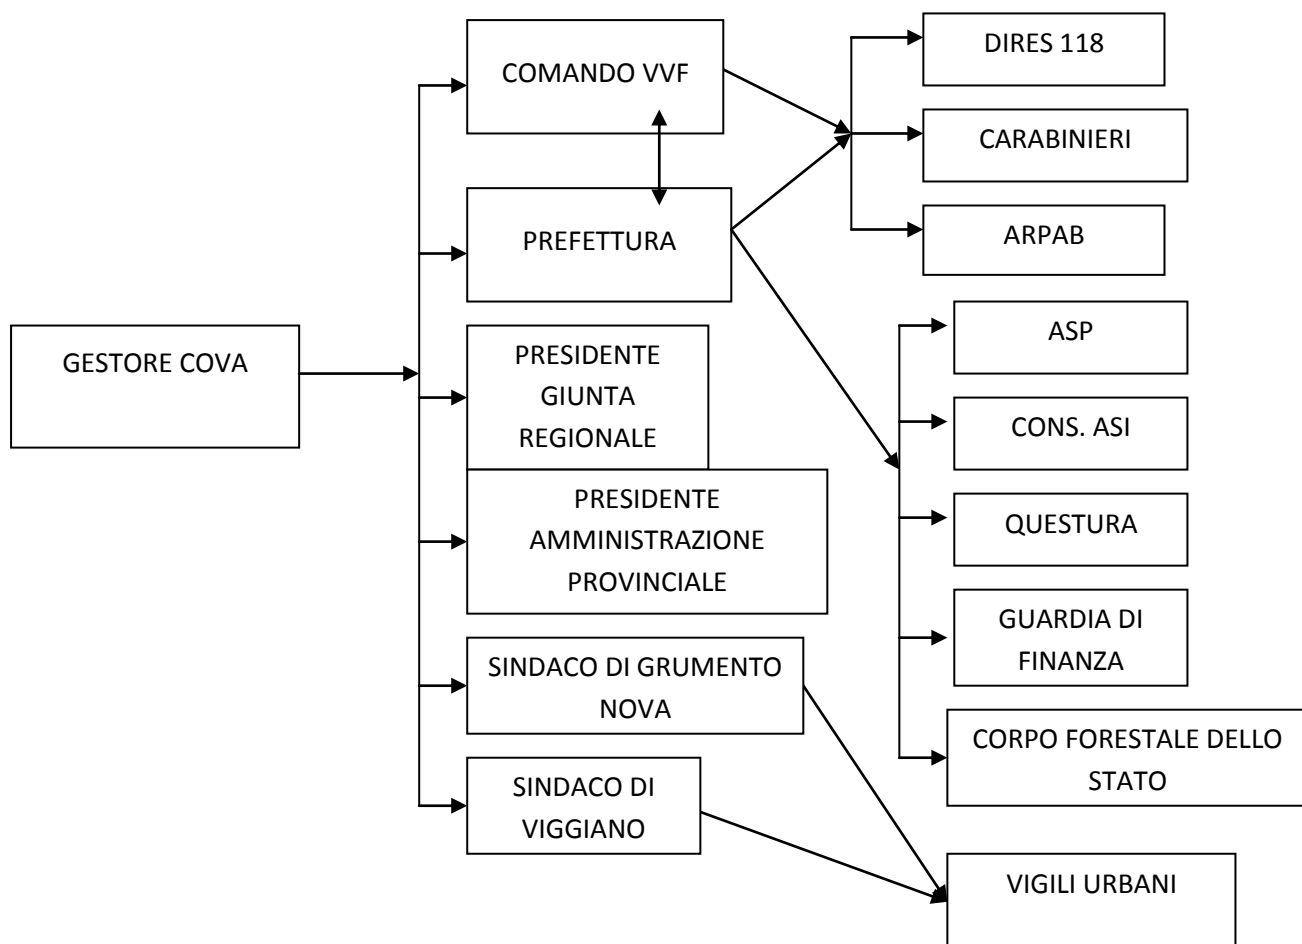 COMANDO VVF
PREFETTURA
GESTORE COVA
PRESIDENTE
GIUNTA
REGIONALE
PRESIDENTE
AMMINISTRAZIONE
PROVINCIALE
SINDACO DI GRUMENTO
NOVA
SINDACO DI
VIGGIANO
DIRES 118
CARABINIERI
ARPAB
ASP
CONS. ASI
QUESTURA
GUARDIA DI
FINANZA
CORPO FORESTALE DELLO
STATO
VIGILI URBANI